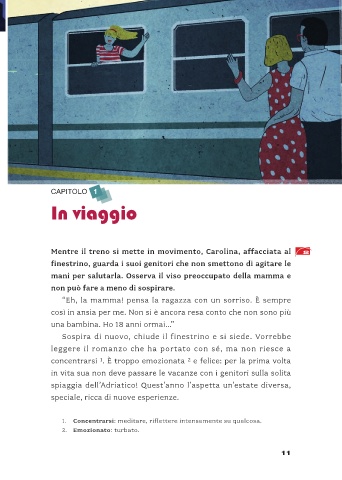 CAPITOLO 1
In viaggio
Mentre il treno si mette in movimento, Carolina, affacciata al
finestrino, guarda i suoi genitori che non smettono di agitare le
mani per salutarla. Osserva il viso preoccupato della mamma e
non può fare a meno di sospirare.
"Eh, la mamma! pensa la ragazza con un sorriso. È sempre
così in ansia per me. Non si è ancora resa conto che non sono più
una bambina. Ho 18 anni ormai..."
Sospira di nuovo, chiude il finestrino e si siede. Vorrebbe
leggere il romanzo che ha portato con sé, ma non riesce a
concentrarsi 1. È troppo emozionata 2 e felice: per la prima volta
in vita sua non deve passare le vacanze con i genitori sulla solita
spiaggia dell'Adriatico! Quest'anno l'aspetta un'estate diversa,
speciale, ricca di nuove esperienze.
1. Concentrarsi: meditare, riflettere intensamente su qualcosa.
2. Emozionato: turbato.
11